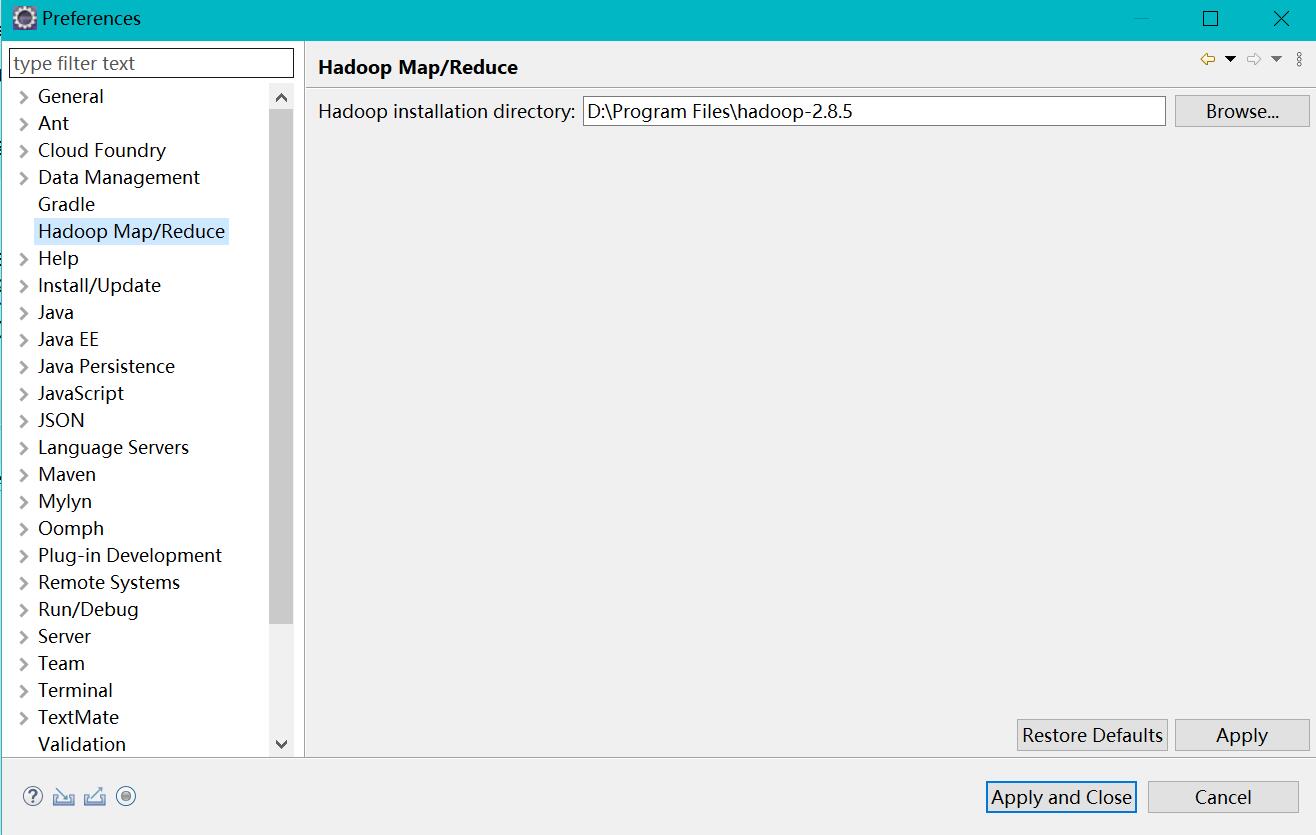 Preferences
type filter text
General
Ant
Cloud Foundry
Data Management
Gradle
Hadoop Map/Reduce
Help
Install/Update
Java
Java EE
Java Persistence
JavaScript
JSON
Language Servers
Maven
Mylyn
Oomph
Plug-in Development
Remote Systems
Run/Debug
Server
Team
Terminal
TextMate
Validation
Hadoop Map/Reduce
Hadoop installation directory: D:\Program Files\hadoop-2.8.5 Browse...
Restore Defaults Apply
? Apply and Close Cancel